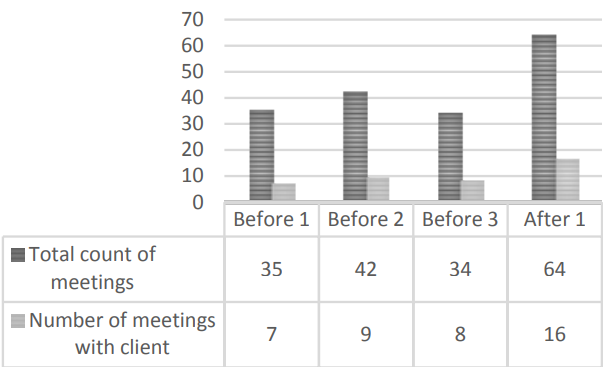 70
60
50
40
30
20
10
0
Before 1 Before 2 Before 3 After 1
Total count of
meetings
35 42 34 64
Number of meetings
with client
7 9 8 16